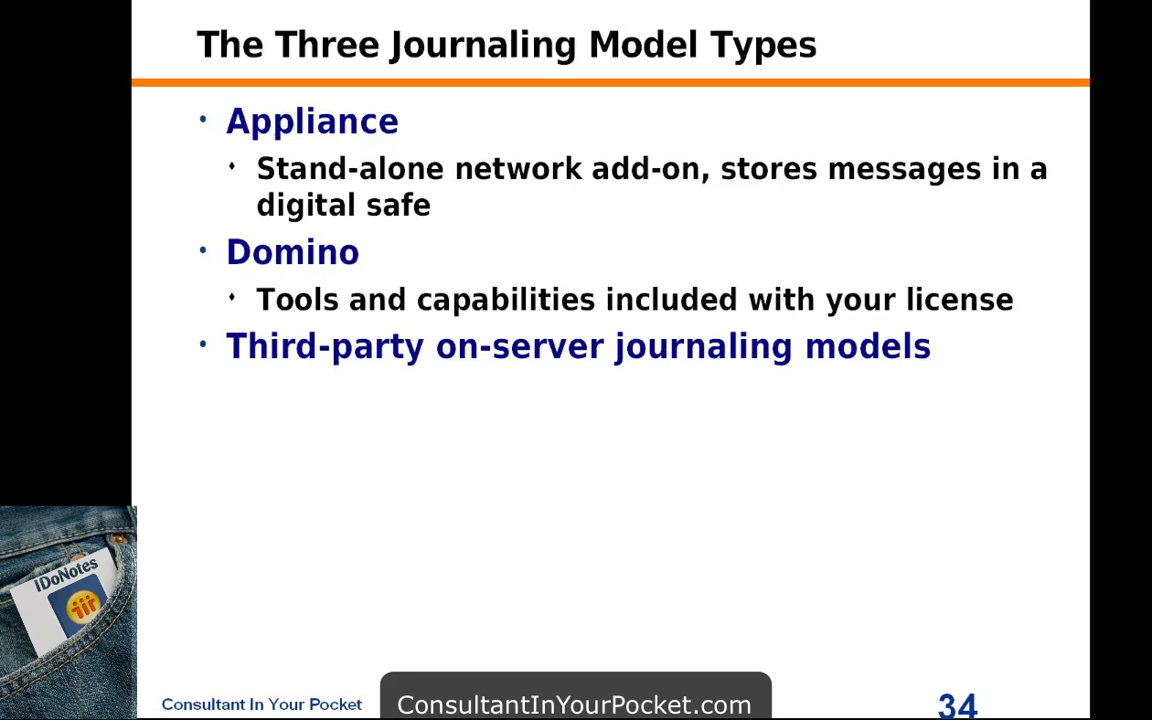 The Three Journaling Model Types
• Appliance
♦ Stand-alone network add-on, stores messages in a
digital safe
• Domino
♦ Tools and capabilities included with your license
• Third-party on-server journaling models
IDoNotes
Consultant In Your Pocket
ConsultantInYourPocket.com
34